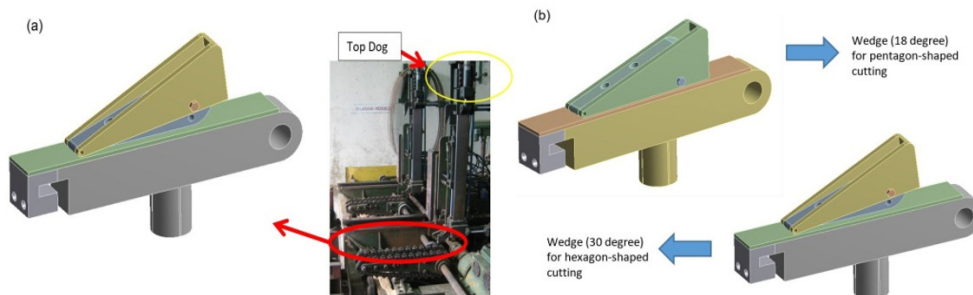 (a)
Top Dog
(b)
Wedge (18 degree)
for pentagon-shaped
cutting
Wedge (30 degree)
for hexagon-shaped
cutting